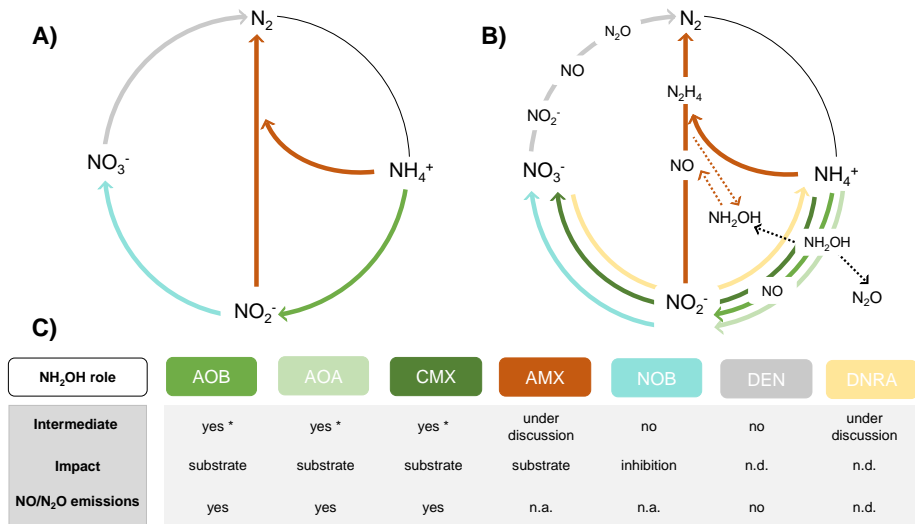 A)
N₂
NO₃⁻
NH₄⁺
NO₂⁻
B)
N₂
N₂O
NO
N₂H₄
NO₂⁻
NO₃⁻
NO
NH₄⁺
NH₂OH
NH₂OH
NO
NO₂⁻
N₂O
C)
NH₂OH role AOB AOA CMX AMX NOB DEN DNRA
Intermediate yes * yes * yes * under discussion no no under discussion
Impact substrate substrate substrate substrate inhibition n.d. n.d.
NO/N₂O emissions yes yes yes n.a. n.a. no n.d.